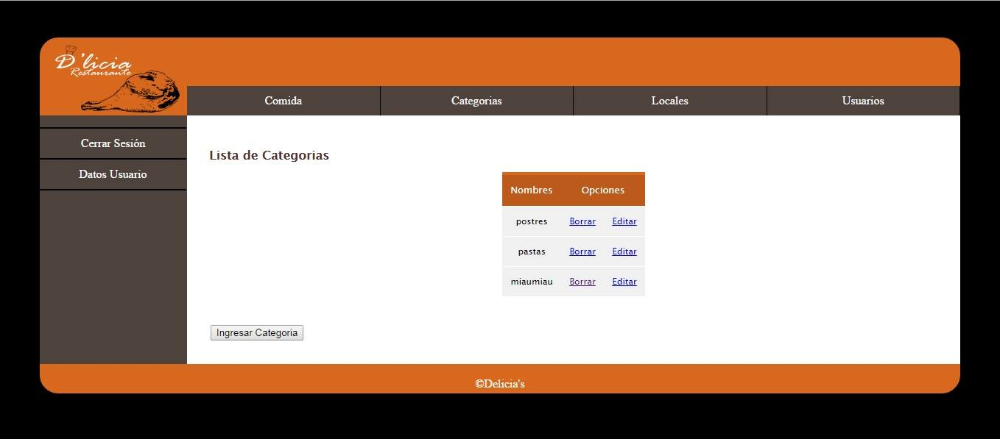 D'licia
Restaurante
Comida Categorias Locales Usuarios
Cerrar Sesión
Datos Usuario
Lista de Categorias
Nombres Opciones
postres Borrar Editar
pastas Borrar Editar
miaumiau Borrar Editar
Ingresar Categoria
©Delicia's